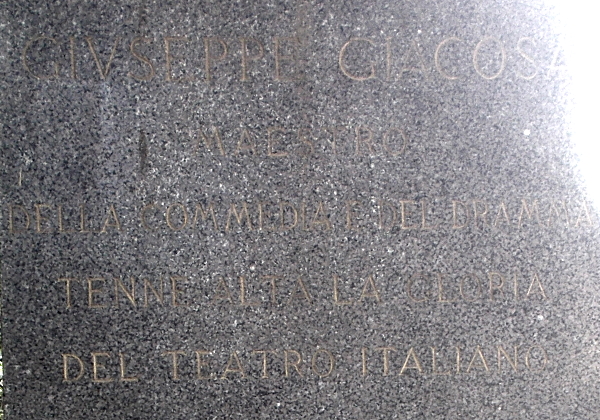 GIVSEPPE GIACOSA
MAESTRO
DELLA COMMEDIA E DEL DRAMMA
TENNE ALTA LA GLORIA
DEL TEATRO ITALIANO